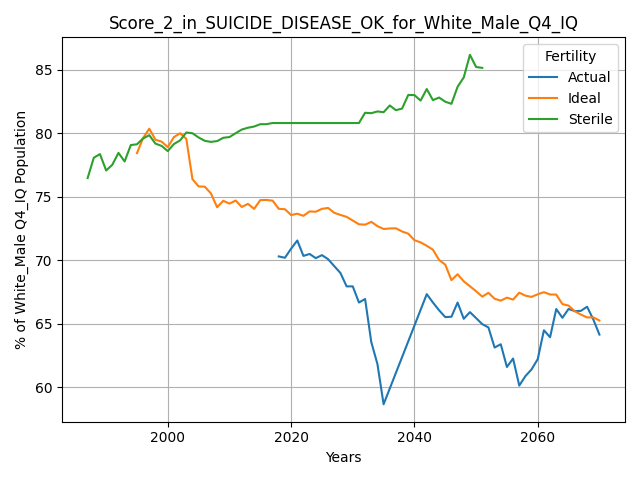 Score_2_in_SUICIDE_DISEASE_OK_for_White_Male_Q4_IQ
Fertility
Actual
Ideal
Sterile
% of White_Male Q4_IQ Population
85
80
75
70
65
60
2000
2020
2040
2060
Years